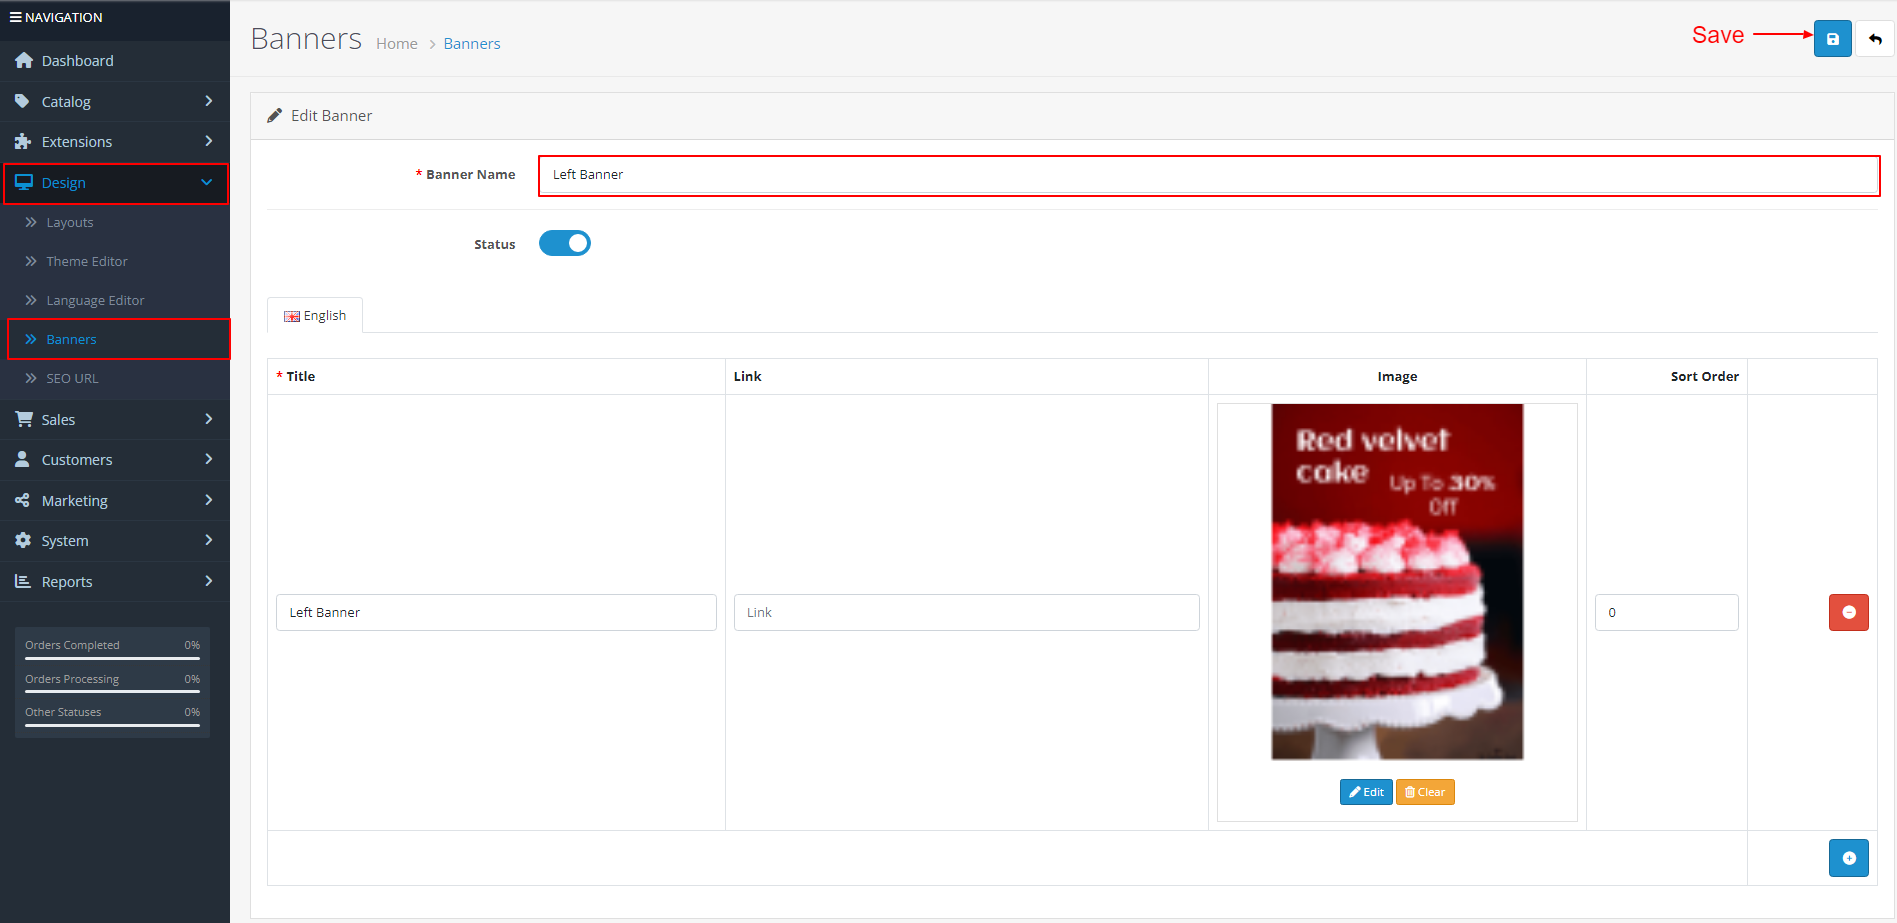 NAVIGATION
Dashboard
Catalog
Extensions
Design
Layouts
Theme Editor
Language Editor
Banners
SEO URL
Sales
Customers
Marketing
System
Reports
Orders Completed 0%
Orders Processing 0%
Other Statuses 0%
Banners Home > Banners
Save
Edit Banner
* Banner Name Left Banner
Status
English
* Title Link Image Sort Order
Red velvet
cake
Up To 30%
Off
Left Banner Link 0
Edit Clear